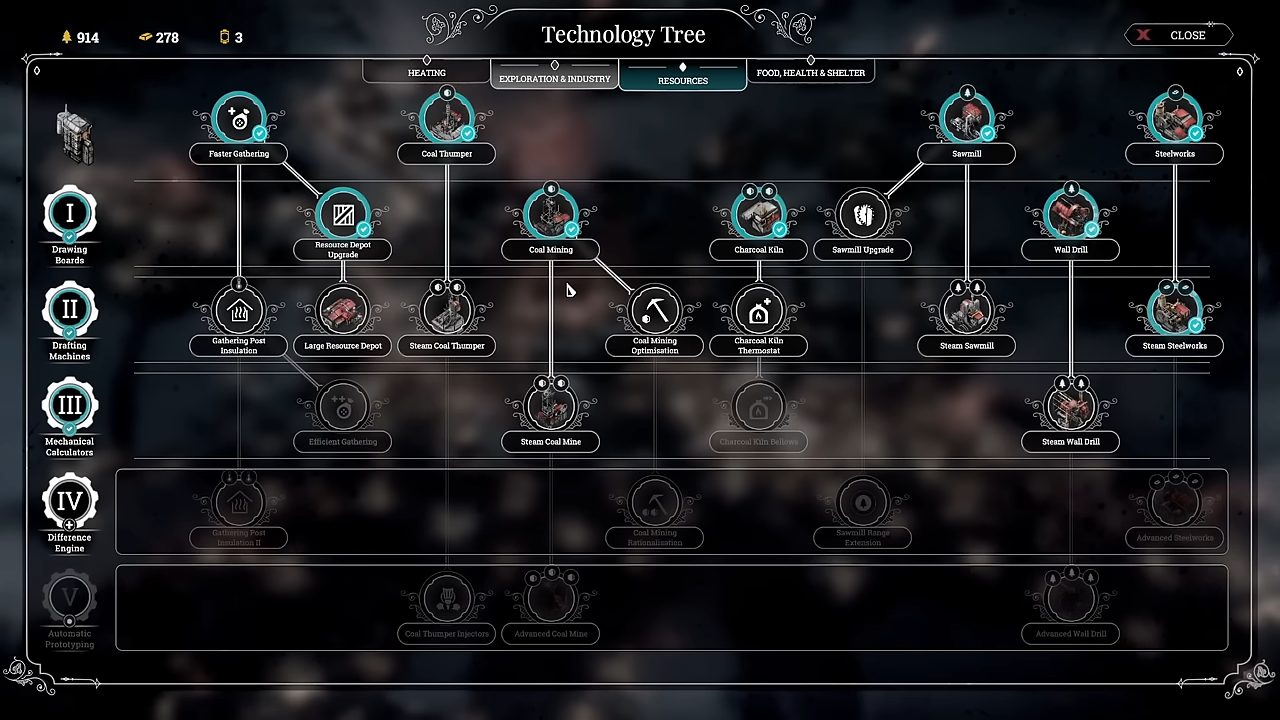 914
278
3
Technology Tree
CLOSE
HEATING
EXPLORATION & INDUSTRY
RESOURCES
FOOD, HEALTH & SHELTER
Faster Gathering
Coal Thumper
Sawmill
Steelworks
I
Drawing
Boards
Resource Depot
Upgrade
Coal Mining
Charcoal Kiln
Sawmill Upgrade
Wall Drill
II
Drafting
Machines
Gathering Post
Insulation
Large Resource Depot
Steam Coal Thumper
Coal Mining
Optimisation
Charcoal Kiln
Thermostat
Steam Sawmill
Steam Steelworks
III
Mechanical
Calculators
Efficient Gathering
Steam Coal Mine
Charcoal Kiln Bellows
Steam Wall Drill
IV
Difference
Engine
Gathering Post
Insulation II
Coal Mining
Rationalisation
Sawmill Range
Extension
Advanced Steelworks
V
Automatic
Prototyping
Coal Thumper Injectors
Advanced Coal Mine
Advanced Wall Drill